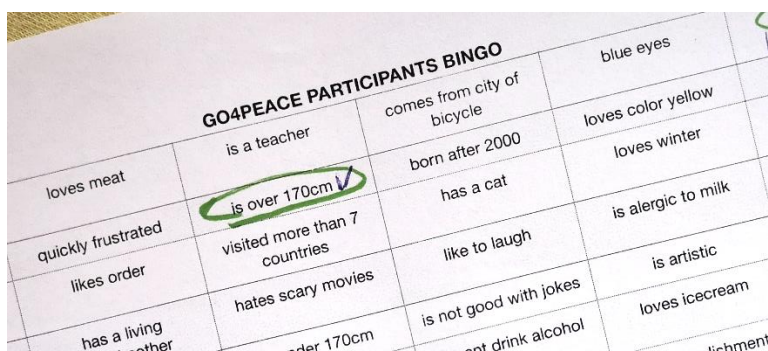 GO4PEACE PARTICIPANTS BINGO
loves meat
is a teacher
comes from city of
bicycle
blue eyes
quickly frustrated
is over 170cm
born after 2000
loves color yellow
likes order
visited more than 7
countries
has a cat
loves winter
has a living
hates scary movies
like to laugh
is alergic to milk
170cm
is not good with jokes
is artistic
drink alcohol
loves icecream